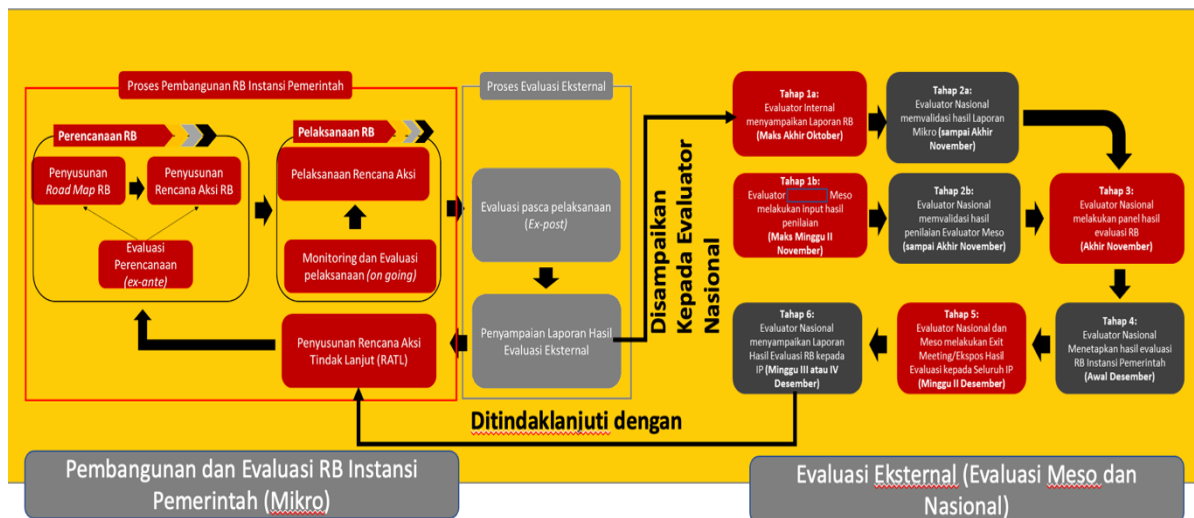 Proses Pembangunan RB Instansi Pemerintah
Perencanaan RB
Penyusunan
Road Map RB
Penyusunan
Rencana Aksi RB
Evaluasi
Perencanaan
(ex-ante)
Pelaksanaan RB
Pelaksanaan Rencana Aksi
Monitoring dan Evaluasi
pelaksanaan (on going)
Penyusunan Rencana Aksi
Tindak Lanjut (RATL)
Proses Evaluasi Eksternal
Evaluasi pasca pelaksanaan
(Ex-post)
Penyampaian Laporan Hasil
Evaluasi Eksternal
Disampaikan
Kepada Evaluator
Nasional
Tahap 1a:
Evaluator Internal
menyampaikan Laporan RB
(Maks Akhir Oktober)
Tahap 2a:
Evaluator Nasional
memvalidasi hasil Laporan
Mikro (sampai Akhir
November)
Tahap 1b:
Evaluator Meso
melakukan input hasil
penilaian
(Maks Minggu II
November)
Tahap 2b:
Evaluator Nasional
memvalidasi hasil
penilaian Evaluator Meso
(sampai Akhir November)
Tahap 3:
Evaluator Nasional
melakukan panel hasil
evaluasi RB
(Akhir November)
Tahap 6:
Evaluator Nasional
menyampaikan Laporan
Hasil Evaluasi RB kepada
IP (Minggu III atau IV
Desember)
Tahap 5:
Evaluator Nasional dan
Meso melakukan Exit
Meeting/Ekspos Hasil
Evaluasi kepada Seluruh IP
(Minggu II Desember)
Tahap 4:
Evaluator Nasional
Menetapkan hasil evaluasi
RB Instansi Pemerintah
(Awal Desember)
Ditindaklanjuti dengan
Pembangunan dan Evaluasi RB Instansi
Pemerintah (Mikro)
Evaluasi Eksternal (Evaluasi Meso dan
Nasional)